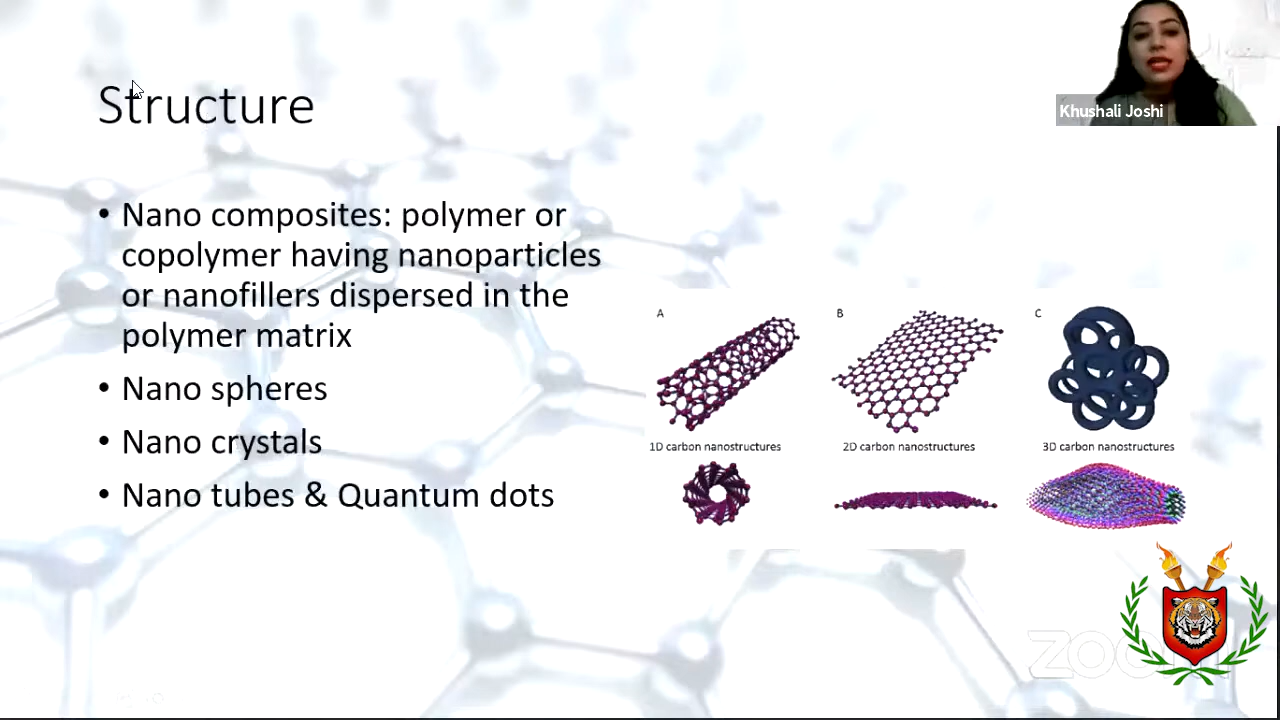 Structure
Khushali Joshi
• Nano composites: polymer or
copolymer having nanoparticles
or nanofillers dispersed in the
polymer matrix
• Nano spheres
• Nano crystals
• Nano tubes & Quantum dots
A
B
C
1D carbon nanostructures
2D carbon nanostructures
3D carbon nanostructures
zoom